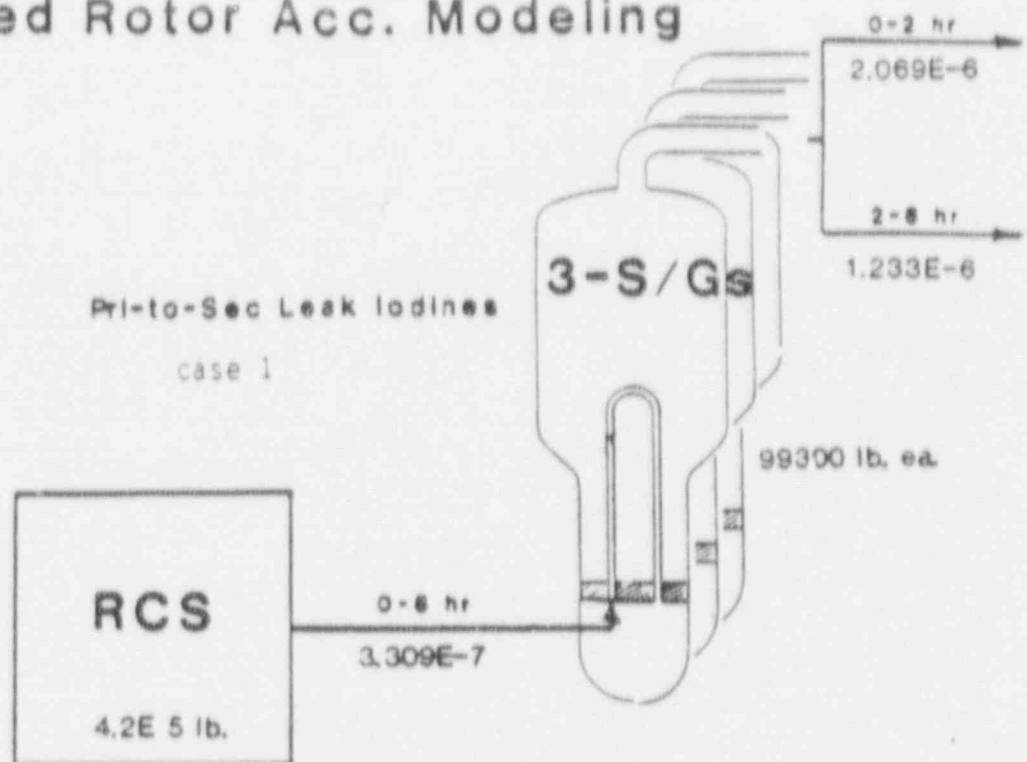 ed Rotor Acc. Modeling
0-2 hr
2.069E-6
2-8 hr
1.233E-6
3-S/Gs
Pri-to-Sec Leak Iodines
case 1
99300 lb. ea.
RCS
4.2E 5 lb.
0-8 hr
3.309E-7